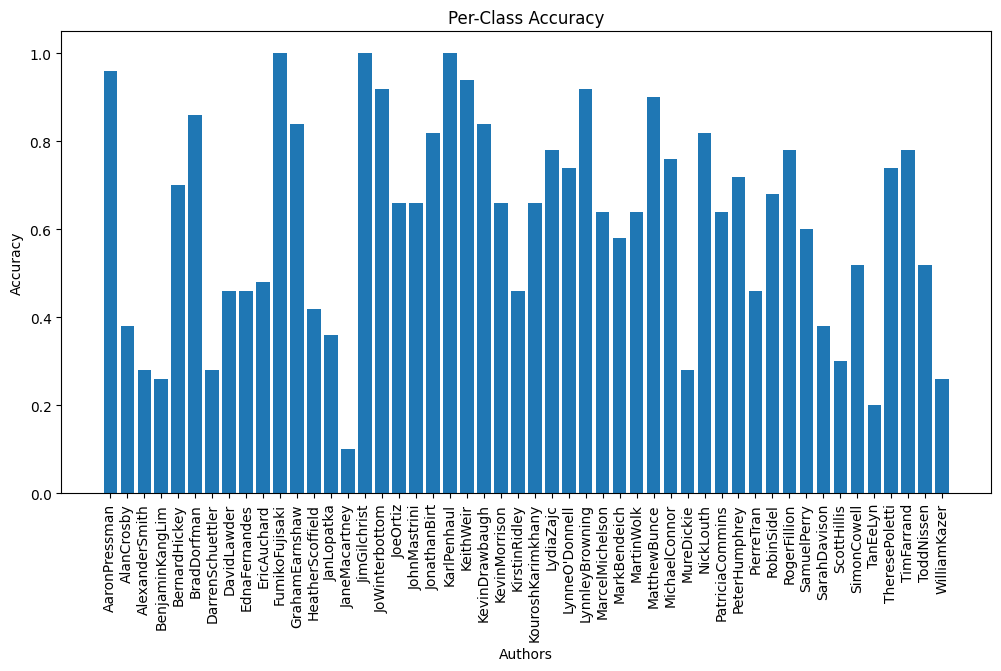 Per-Class Accuracy
Accuracy
1.0
0.8
0.6
0.4
0.2
0.0
AaronPressman
AlanCrosby
AlexanderSmith
BenjaminKangLim
BernardHickey
BradDorfman
DarrenSchuettler
DavidLawder
EdnaFernandes
EricAuchard
FumikoFujisaki
GrahamEarnshaw
HeatherScoffield
JanLopatka
JaneMacartney
JimGilchrist
JoWinterbottom
JoeOrtiz
JohnMastrini
JonathanBirt
KarlPenhaul
KeithWeir
KevinDrawbaugh
KevinMorrison
KirstinRidley
KouroshKarimkhany
LydiaZajc
LynneO'Donnell
LynnleyBrowning
MarcelMichelson
MarkBendeich
MartinWolk
MatthewBunce
MichaelConnor
MureDickie
NickLouth
PatriciaCommins
PeterHumphrey
PierreTran
RobinSidel
RogerFillion
SamuelPerry
SarahDavison
ScottHillis
SimonCowell
TanEeLyn
TheresePoletti
TimFarrand
ToddNissen
WilliamKazer
Authors